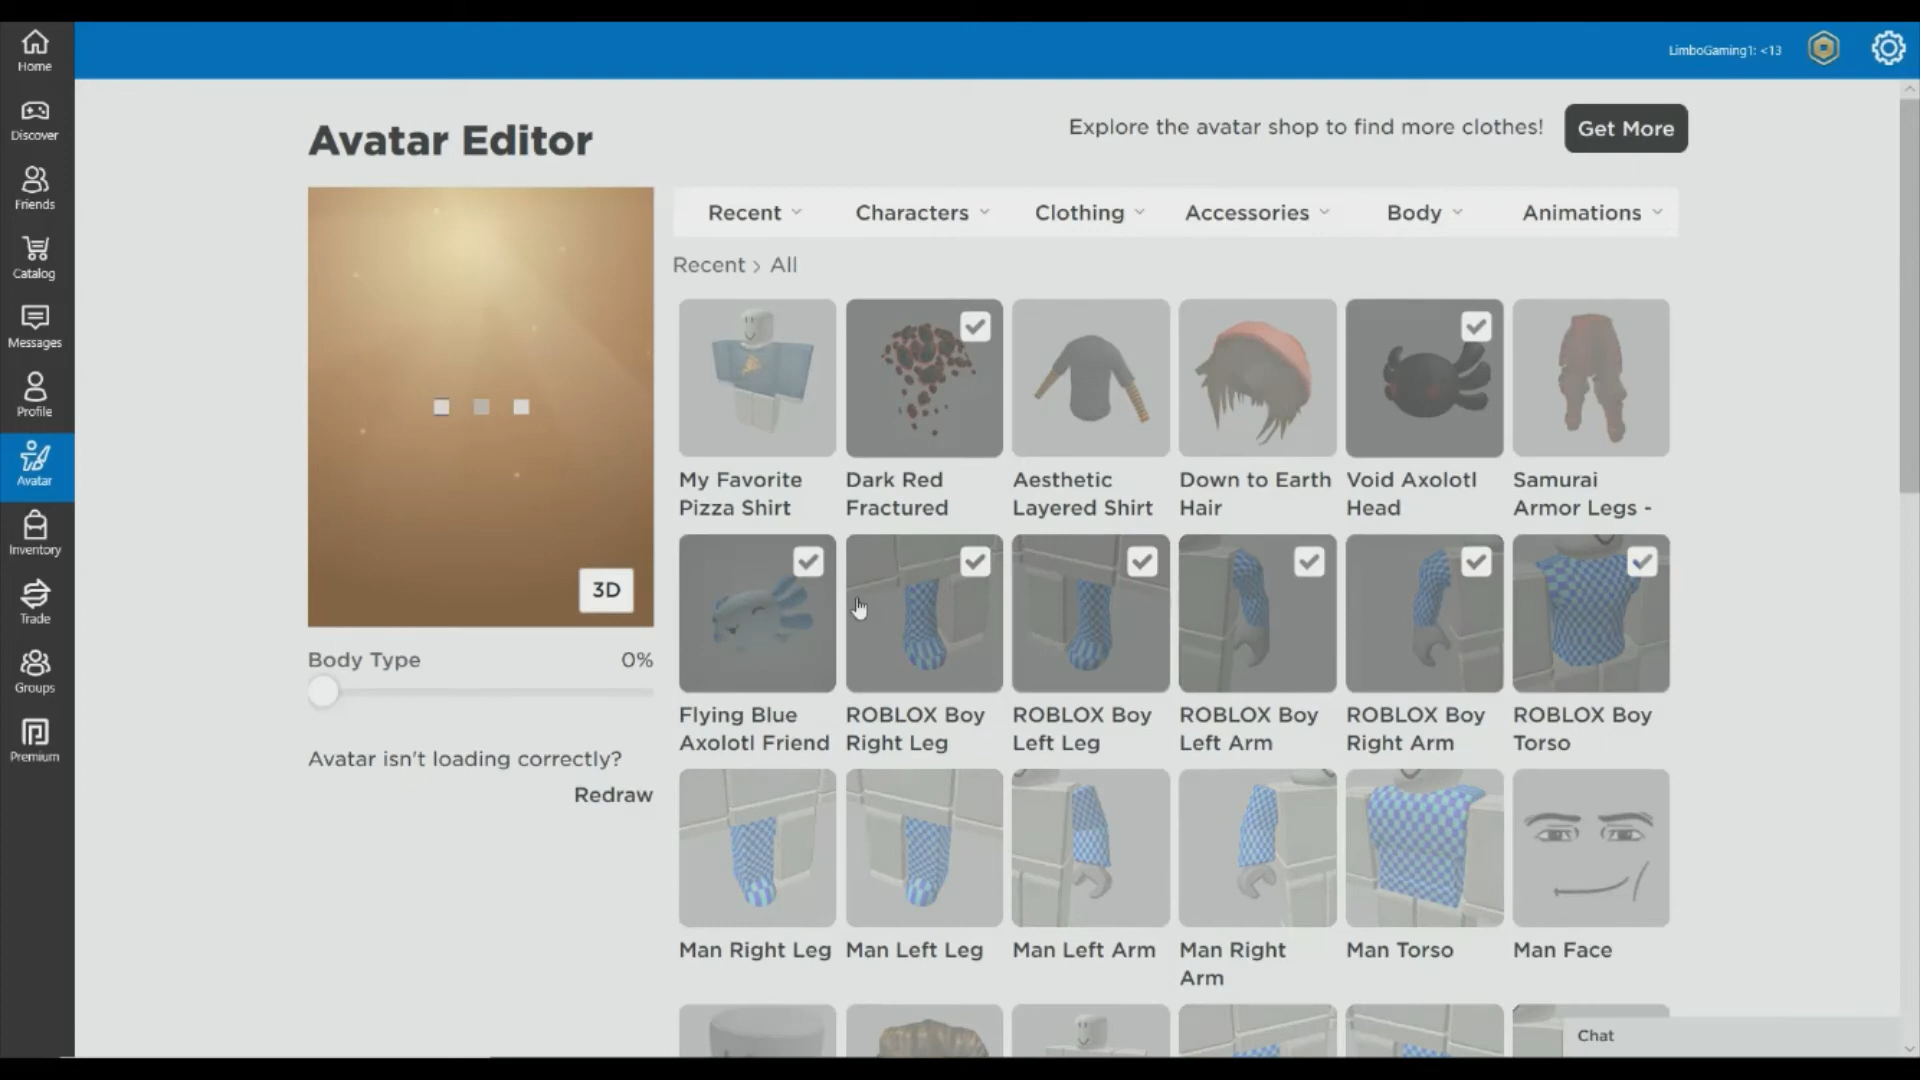 LimboGaming1: <13
Home
Discover
Friends
Catalog
Messages
Profile
Avatar
Inventory
Trade
Groups
Premium
Avatar Editor
Explore the avatar shop to find more clothes!
Get More
Recent
Characters
Clothing
Accessories
Body
Animations
Recent > All
3D
Body Type
0%
Avatar isn't loading correctly?
Redraw
My Favorite
Pizza Shirt
Dark Red
Fractured
Aesthetic
Layered Shirt
Down to Earth
Hair
Void Axolotl
Head
Samurai
Armor Legs -
Flying Blue
Axolotl Friend
ROBLOX Boy
Right Leg
ROBLOX Boy
Left Leg
ROBLOX Boy
Left Arm
ROBLOX Boy
Right Arm
ROBLOX Boy
Torso
Man Right Leg
Man Left Leg
Man Left Arm
Man Right
Arm
Man Torso
Man Face
Chat